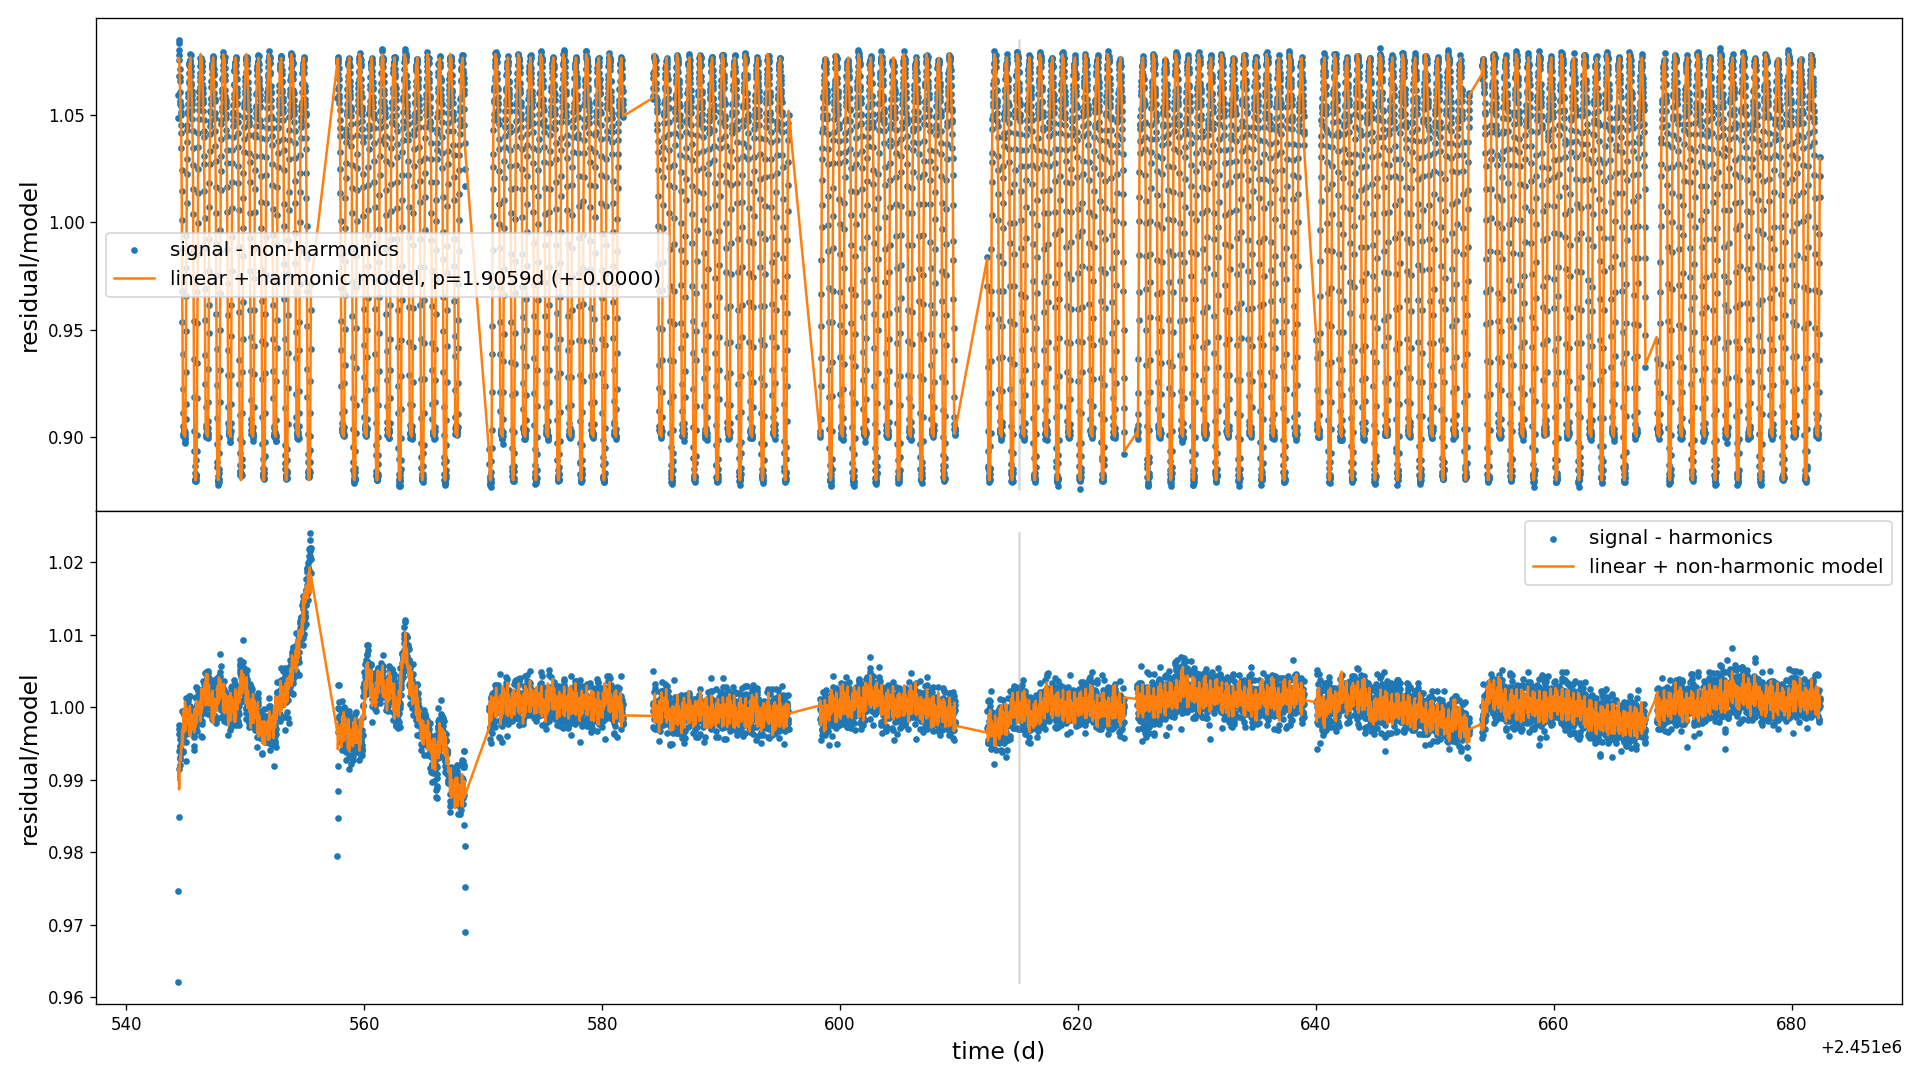 1.05
1.00
0.95
0.90
residual/model
signal - non-harmonics
linear + harmonic model, p=1.9059d (+-0.0000)
1.02
1.01
1.00
0.99
0.98
0.97
0.96
residual/model
signal - harmonics
linear + non-harmonic model
540 560 580 600 620 640 660 680
time (d)
+2.451e6